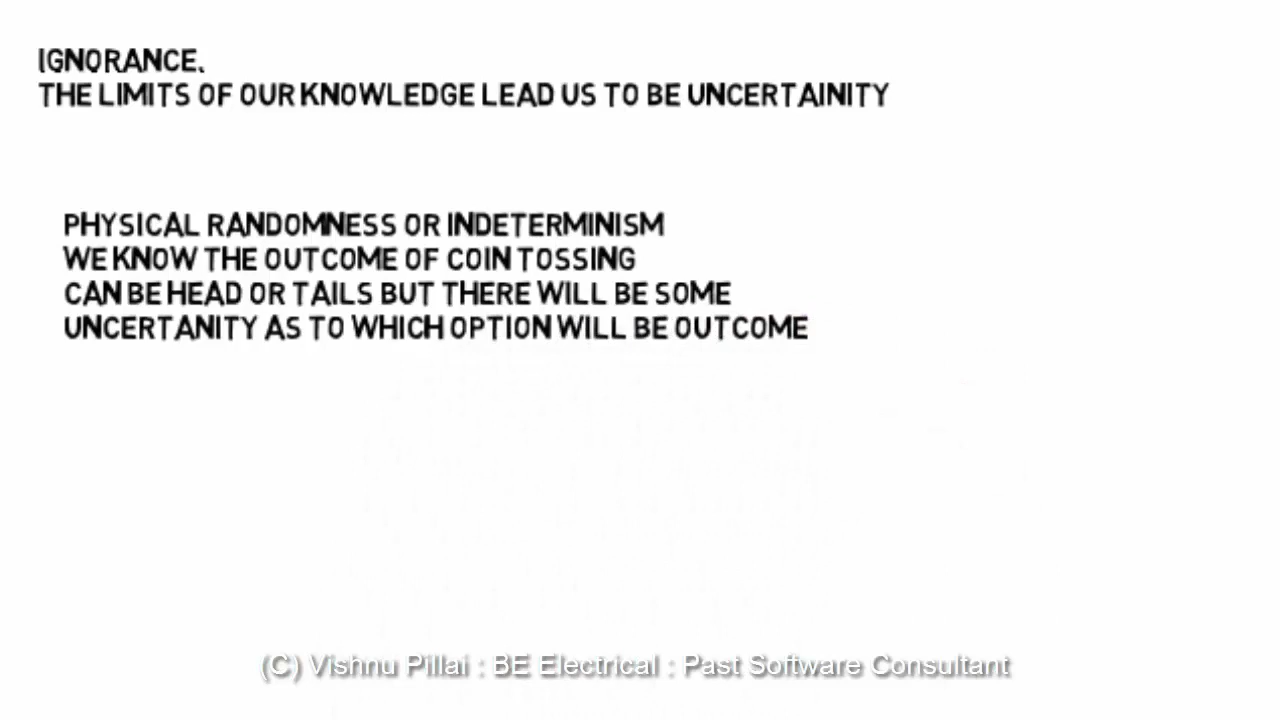 IGNORANCE.
THE LIMITS OF OUR KNOWLEDGE LEAD US TO BE UNCERTAINITY
PHYSICAL RANDOMNESS OR INDETERMINISM
WE KNOW THE OUTCOME OF COIN TOSSING
CAN BE HEAD OR TAILS BUT THERE WILL BE SOME
UNCERTANITY AS TO WHICH OPTION WILL BE OUTCOME
(C) Vishnu Pillai : BE Electrical : Past Software Consultant